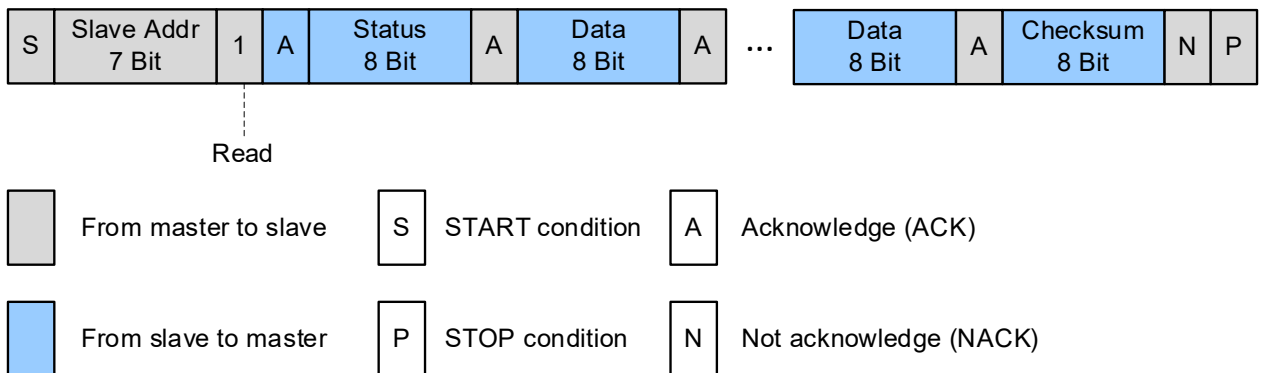 S Slave Addr 7 Bit 1 A Status 8 Bit A Data 8 Bit A ... Data 8 Bit A Checksum 8 Bit N P
Read
From master to slave S START condition A Acknowledge (ACK)
From slave to master P STOP condition N Not acknowledge (NACK)